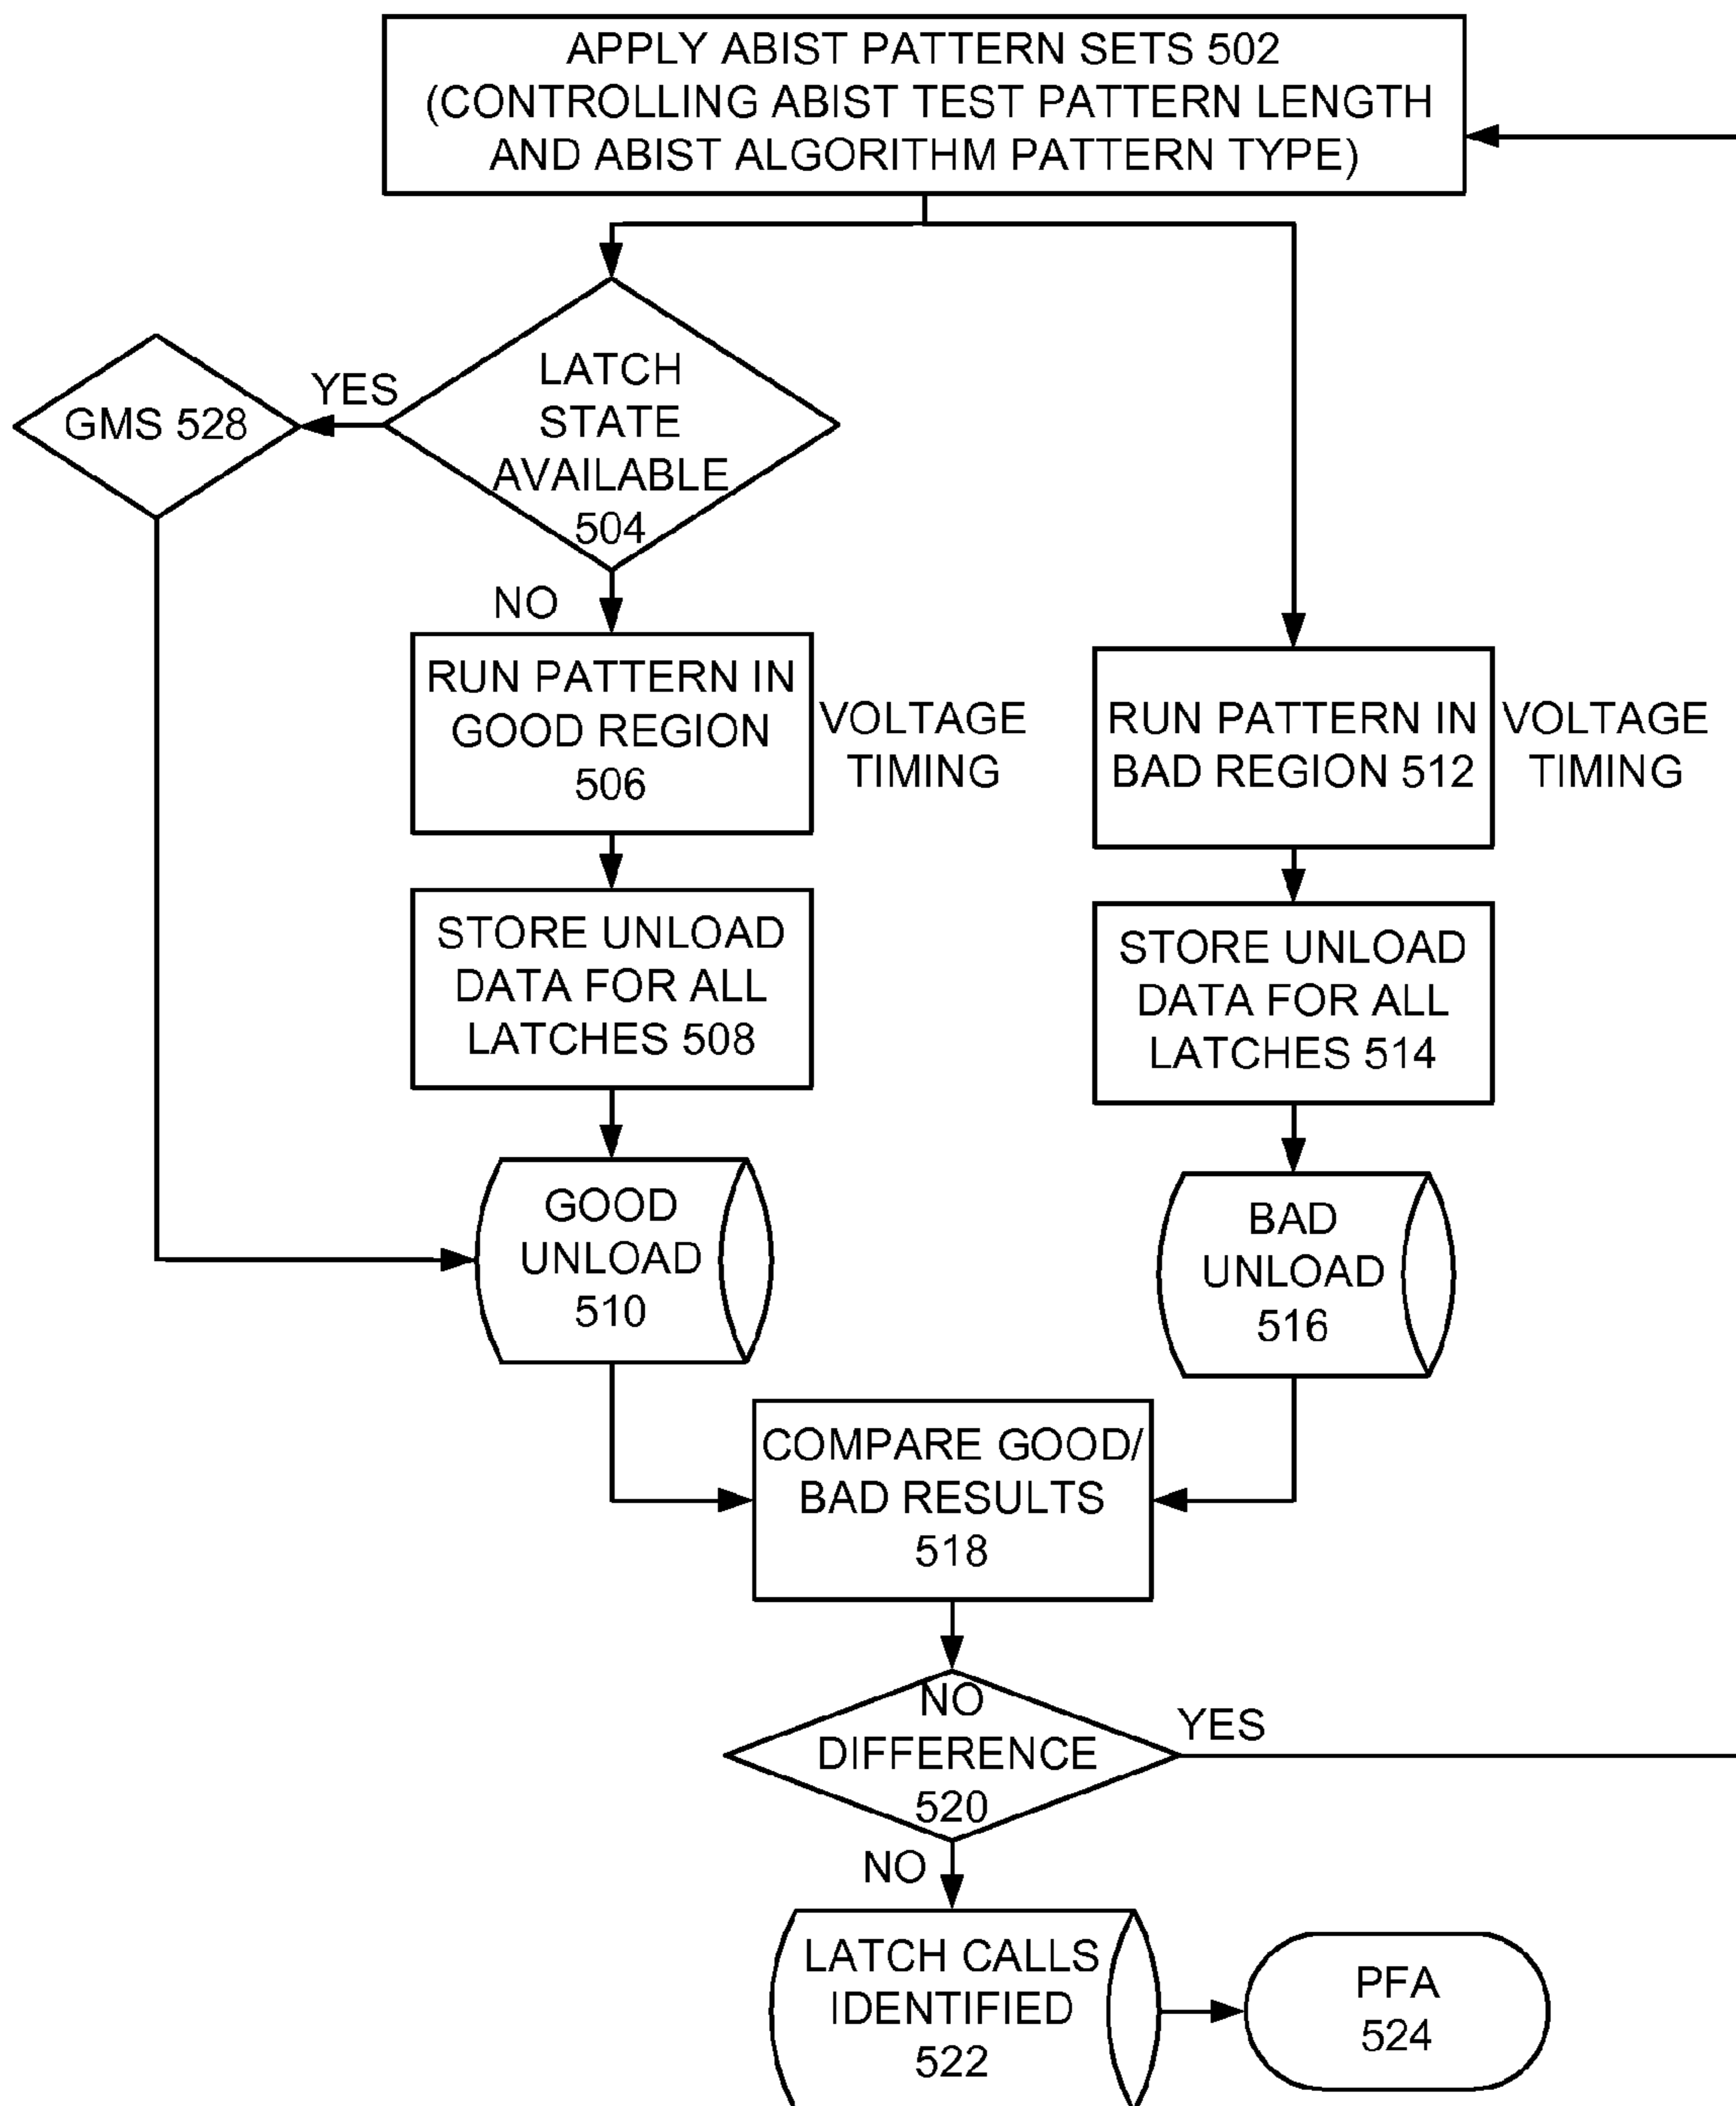 APPLY ABIST PATTERN SETS 502
(CONTROLLING ABIST TEST PATTERN LENGTH
AND ABIST ALGORITHM PATTERN TYPE)
GMS 528
YES
LATCH
STATE
AVAILABLE
504
NO
RUN PATTERN IN
GOOD REGION
506
VOLTAGE
TIMING
RUN PATTERN IN
BAD REGION 512
VOLTAGE
TIMING
STORE UNLOAD
DATA FOR ALL
LATCHES 508
STORE UNLOAD
DATA FOR ALL
LATCHES 514
GOOD
UNLOAD
510
BAD
UNLOAD
516
COMPARE GOOD/
BAD RESULTS
518
NO
DIFFERENCE
520
YES
NO
LATCH CALLS
IDENTIFIED
522
PFA
524